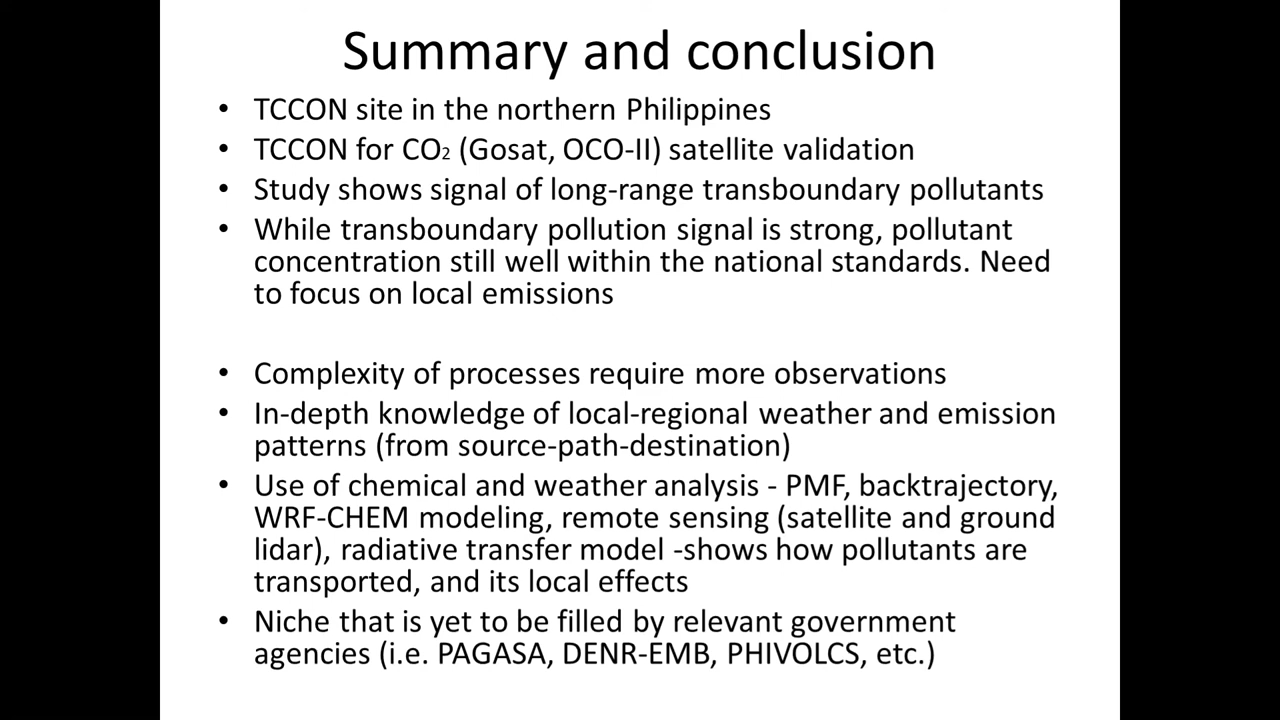 Summary and conclusion
• TCCON site in the northern Philippines
• TCCON for CO₂ (Gosat, OCO-II) satellite validation
• Study shows signal of long-range transboundary pollutants
• While transboundary pollution signal is strong, pollutant
concentration still well within the national standards. Need
to focus on local emissions
• Complexity of processes require more observations
• In-depth knowledge of local-regional weather and emission
patterns (from source-path-destination)
• Use of chemical and weather analysis - PMF, backtrajectory,
WRF-CHEM modeling, remote sensing (satellite and ground
lidar), radiative transfer model -shows how pollutants are
transported, and its local effects
• Niche that is yet to be filled by relevant government
agencies (i.e. PAGASA, DENR-EMB, PHIVOLCS, etc.)